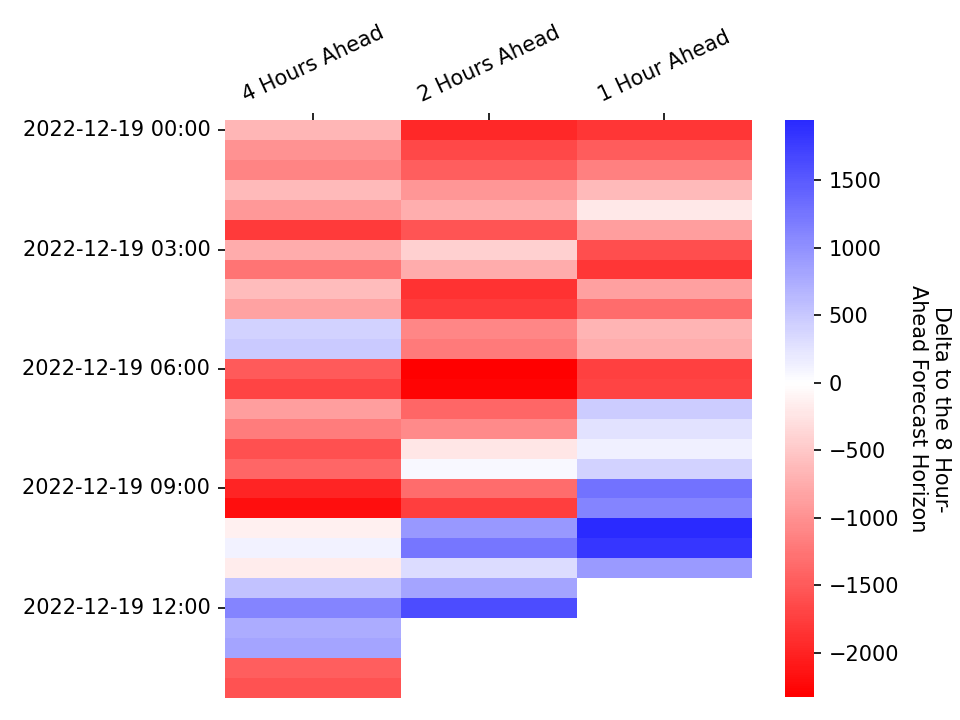 4 Hours Ahead
2 Hours Ahead
1 Hour Ahead
2022-12-19 00:00
2022-12-19 03:00
2022-12-19 06:00
2022-12-19 09:00
2022-12-19 12:00
1500
1000
500
0
−500
−1000
−1500
−2000
Delta to the 8 Hour-
Ahead Forecast Horizon